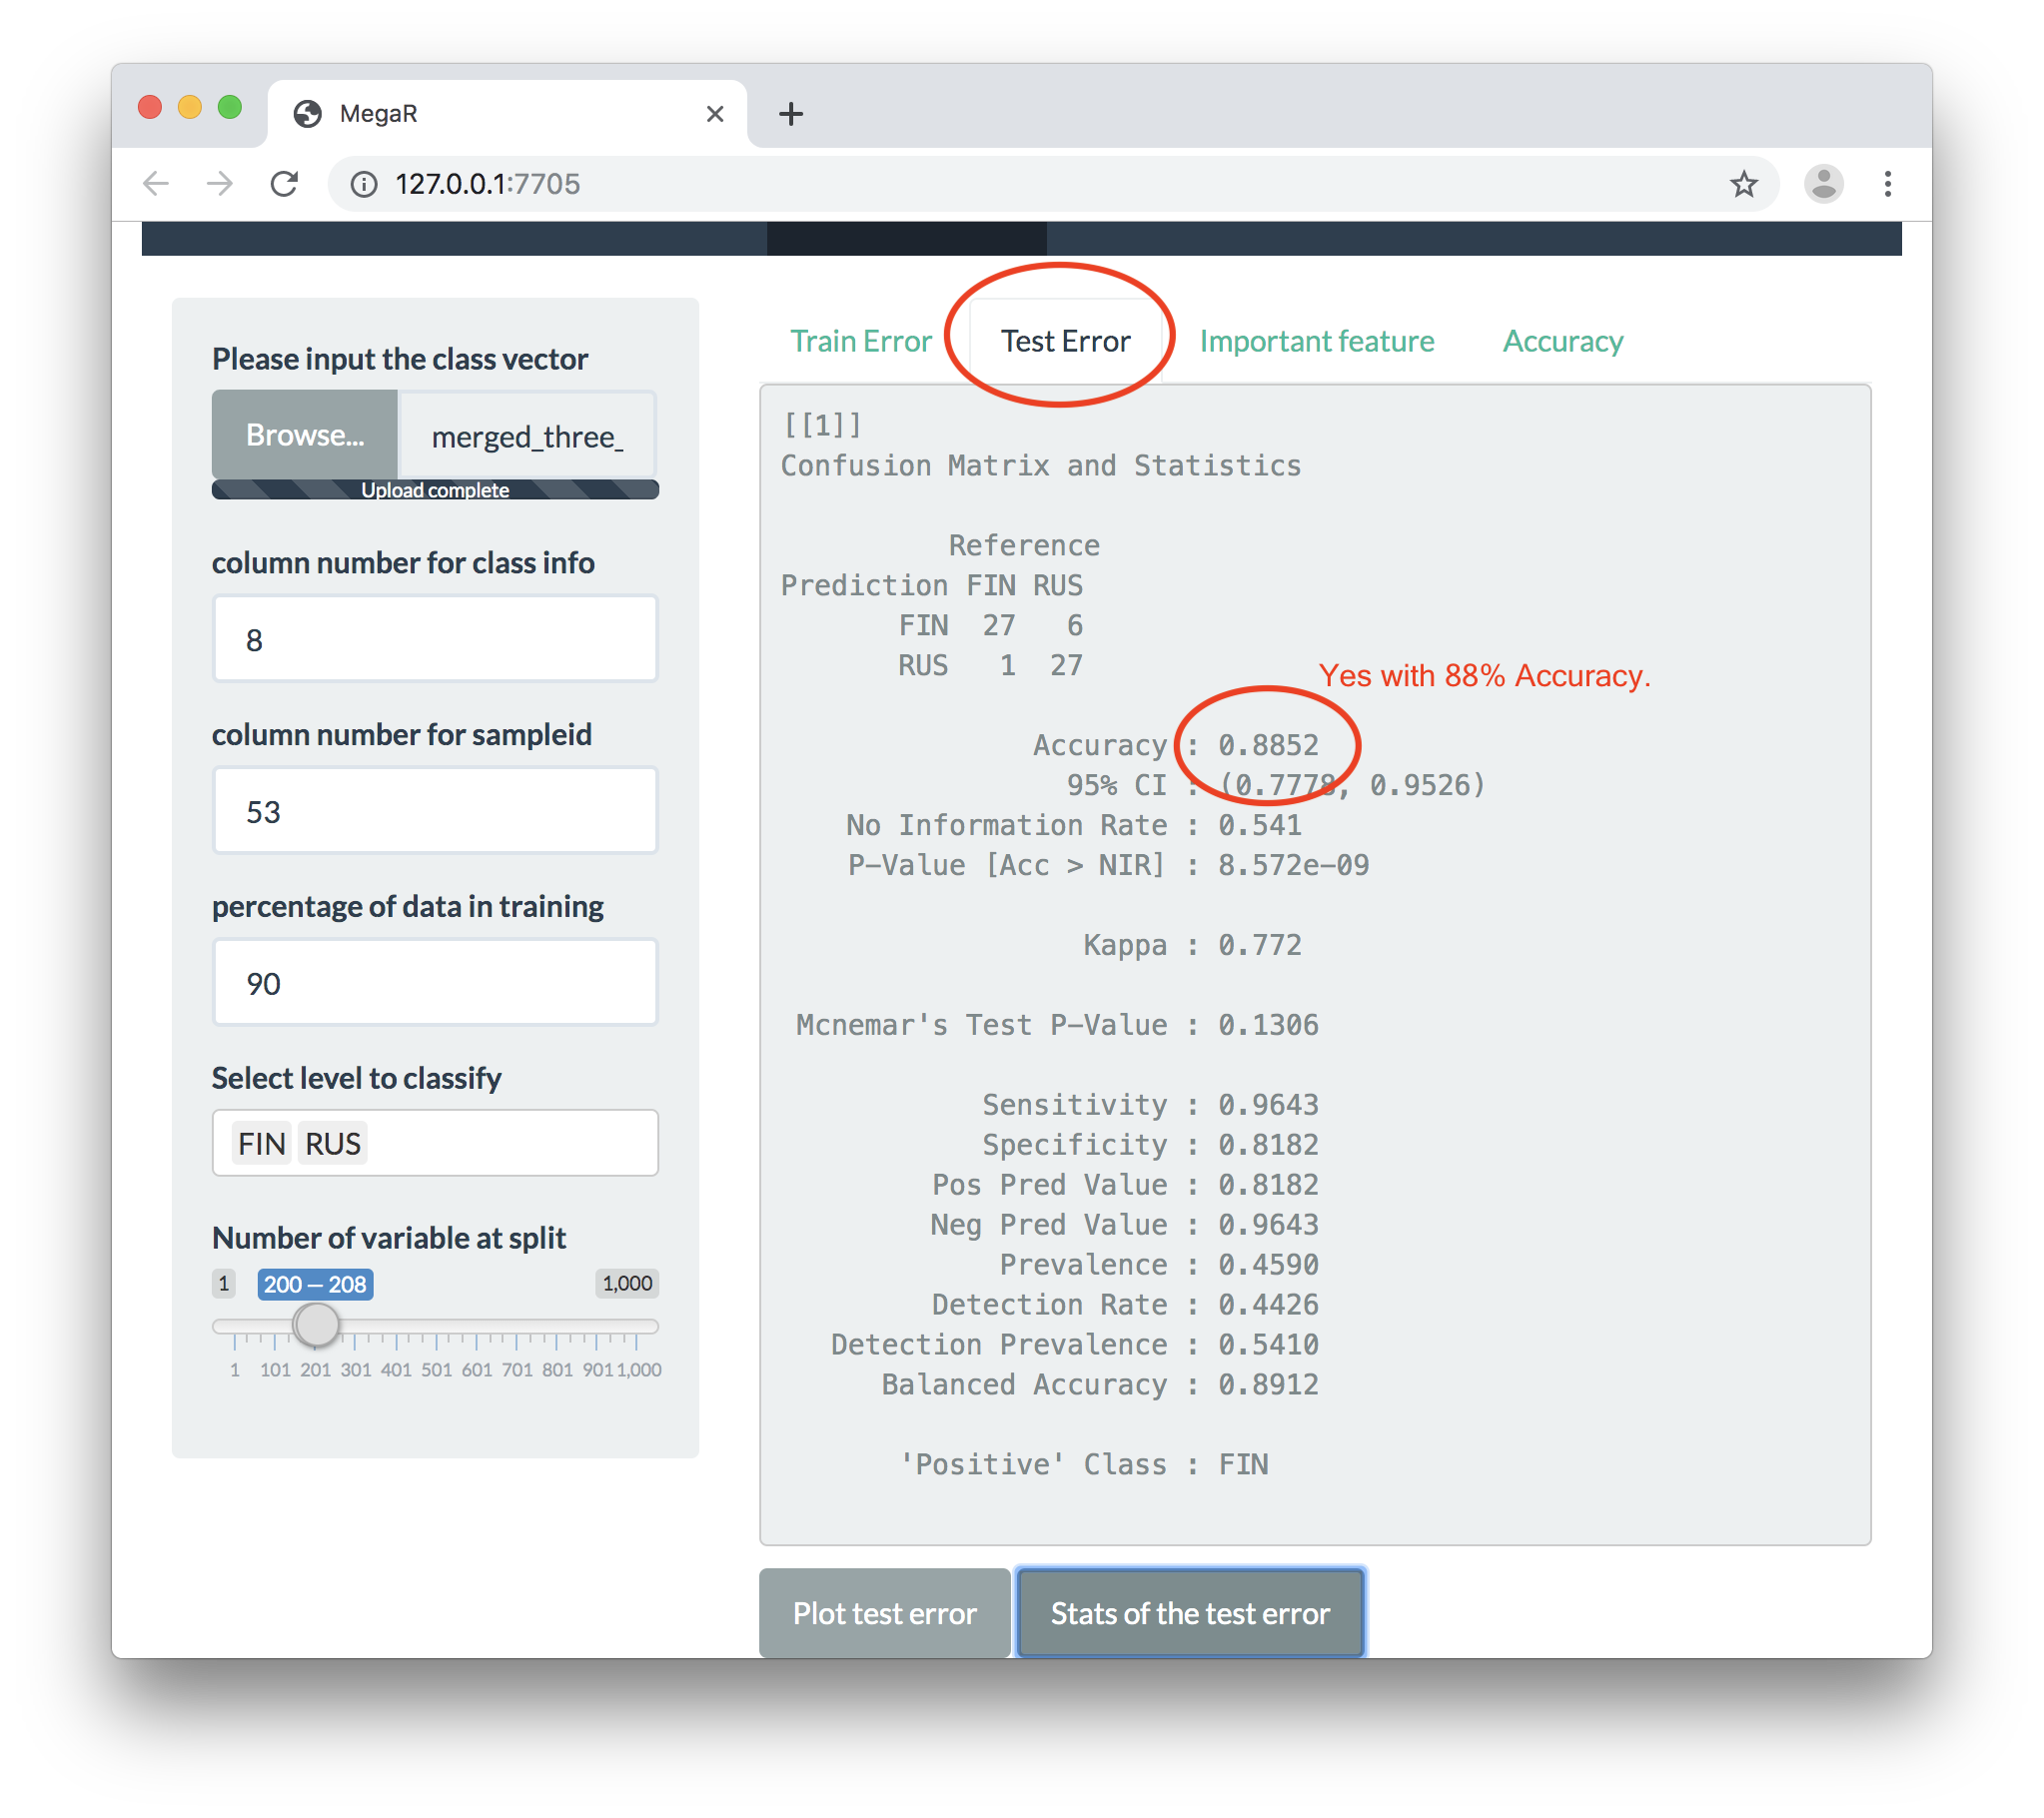 MegaR
127.0.0.1:7705
Please input the class vector
Browse... merged_three_
Upload complete
column number for class info
8
column number for sampleid
53
percentage of data in training
90
Select level to classify
FIN RUS
Number of variable at split
1 200 — 208 1,000
1 101 201 301 401 501 601 701 801 901 1,000
Train Error Test Error Important feature Accuracy
[[1]]
Confusion Matrix and Statistics
Reference
Prediction FIN RUS
FIN 27 6
RUS 1 27
Yes with 88% Accuracy.
Accuracy : 0.8852
95% CI : (0.7778, 0.9526)
No Information Rate : 0.541
P-Value [Acc > NIR] : 8.572e-09
Kappa : 0.772
Mcnemar's Test P-Value : 0.1306
Sensitivity : 0.9643
Specificity : 0.8182
Pos Pred Value : 0.8182
Neg Pred Value : 0.9643
Prevalence : 0.4590
Detection Rate : 0.4426
Detection Prevalence : 0.5410
Balanced Accuracy : 0.8912
'Positive' Class : FIN
Plot test error Stats of the test error